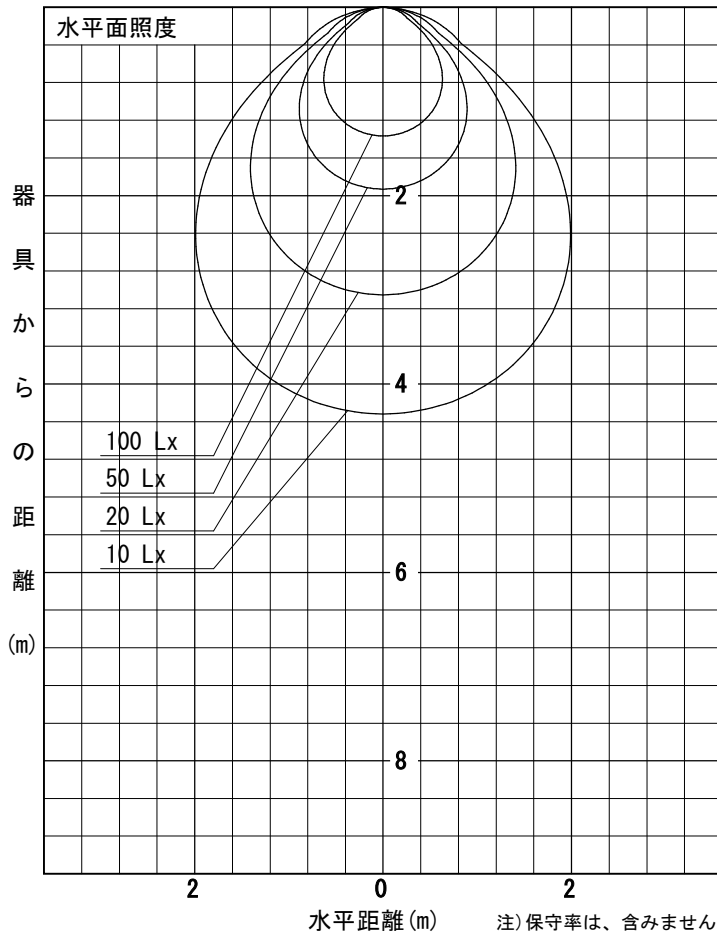 水平面照度
器具からの距離(m)
2
4
6
8
100 Lx
50 Lx
20 Lx
10 Lx
2
0
2
水平距離(m)
注)保守率は、含みません